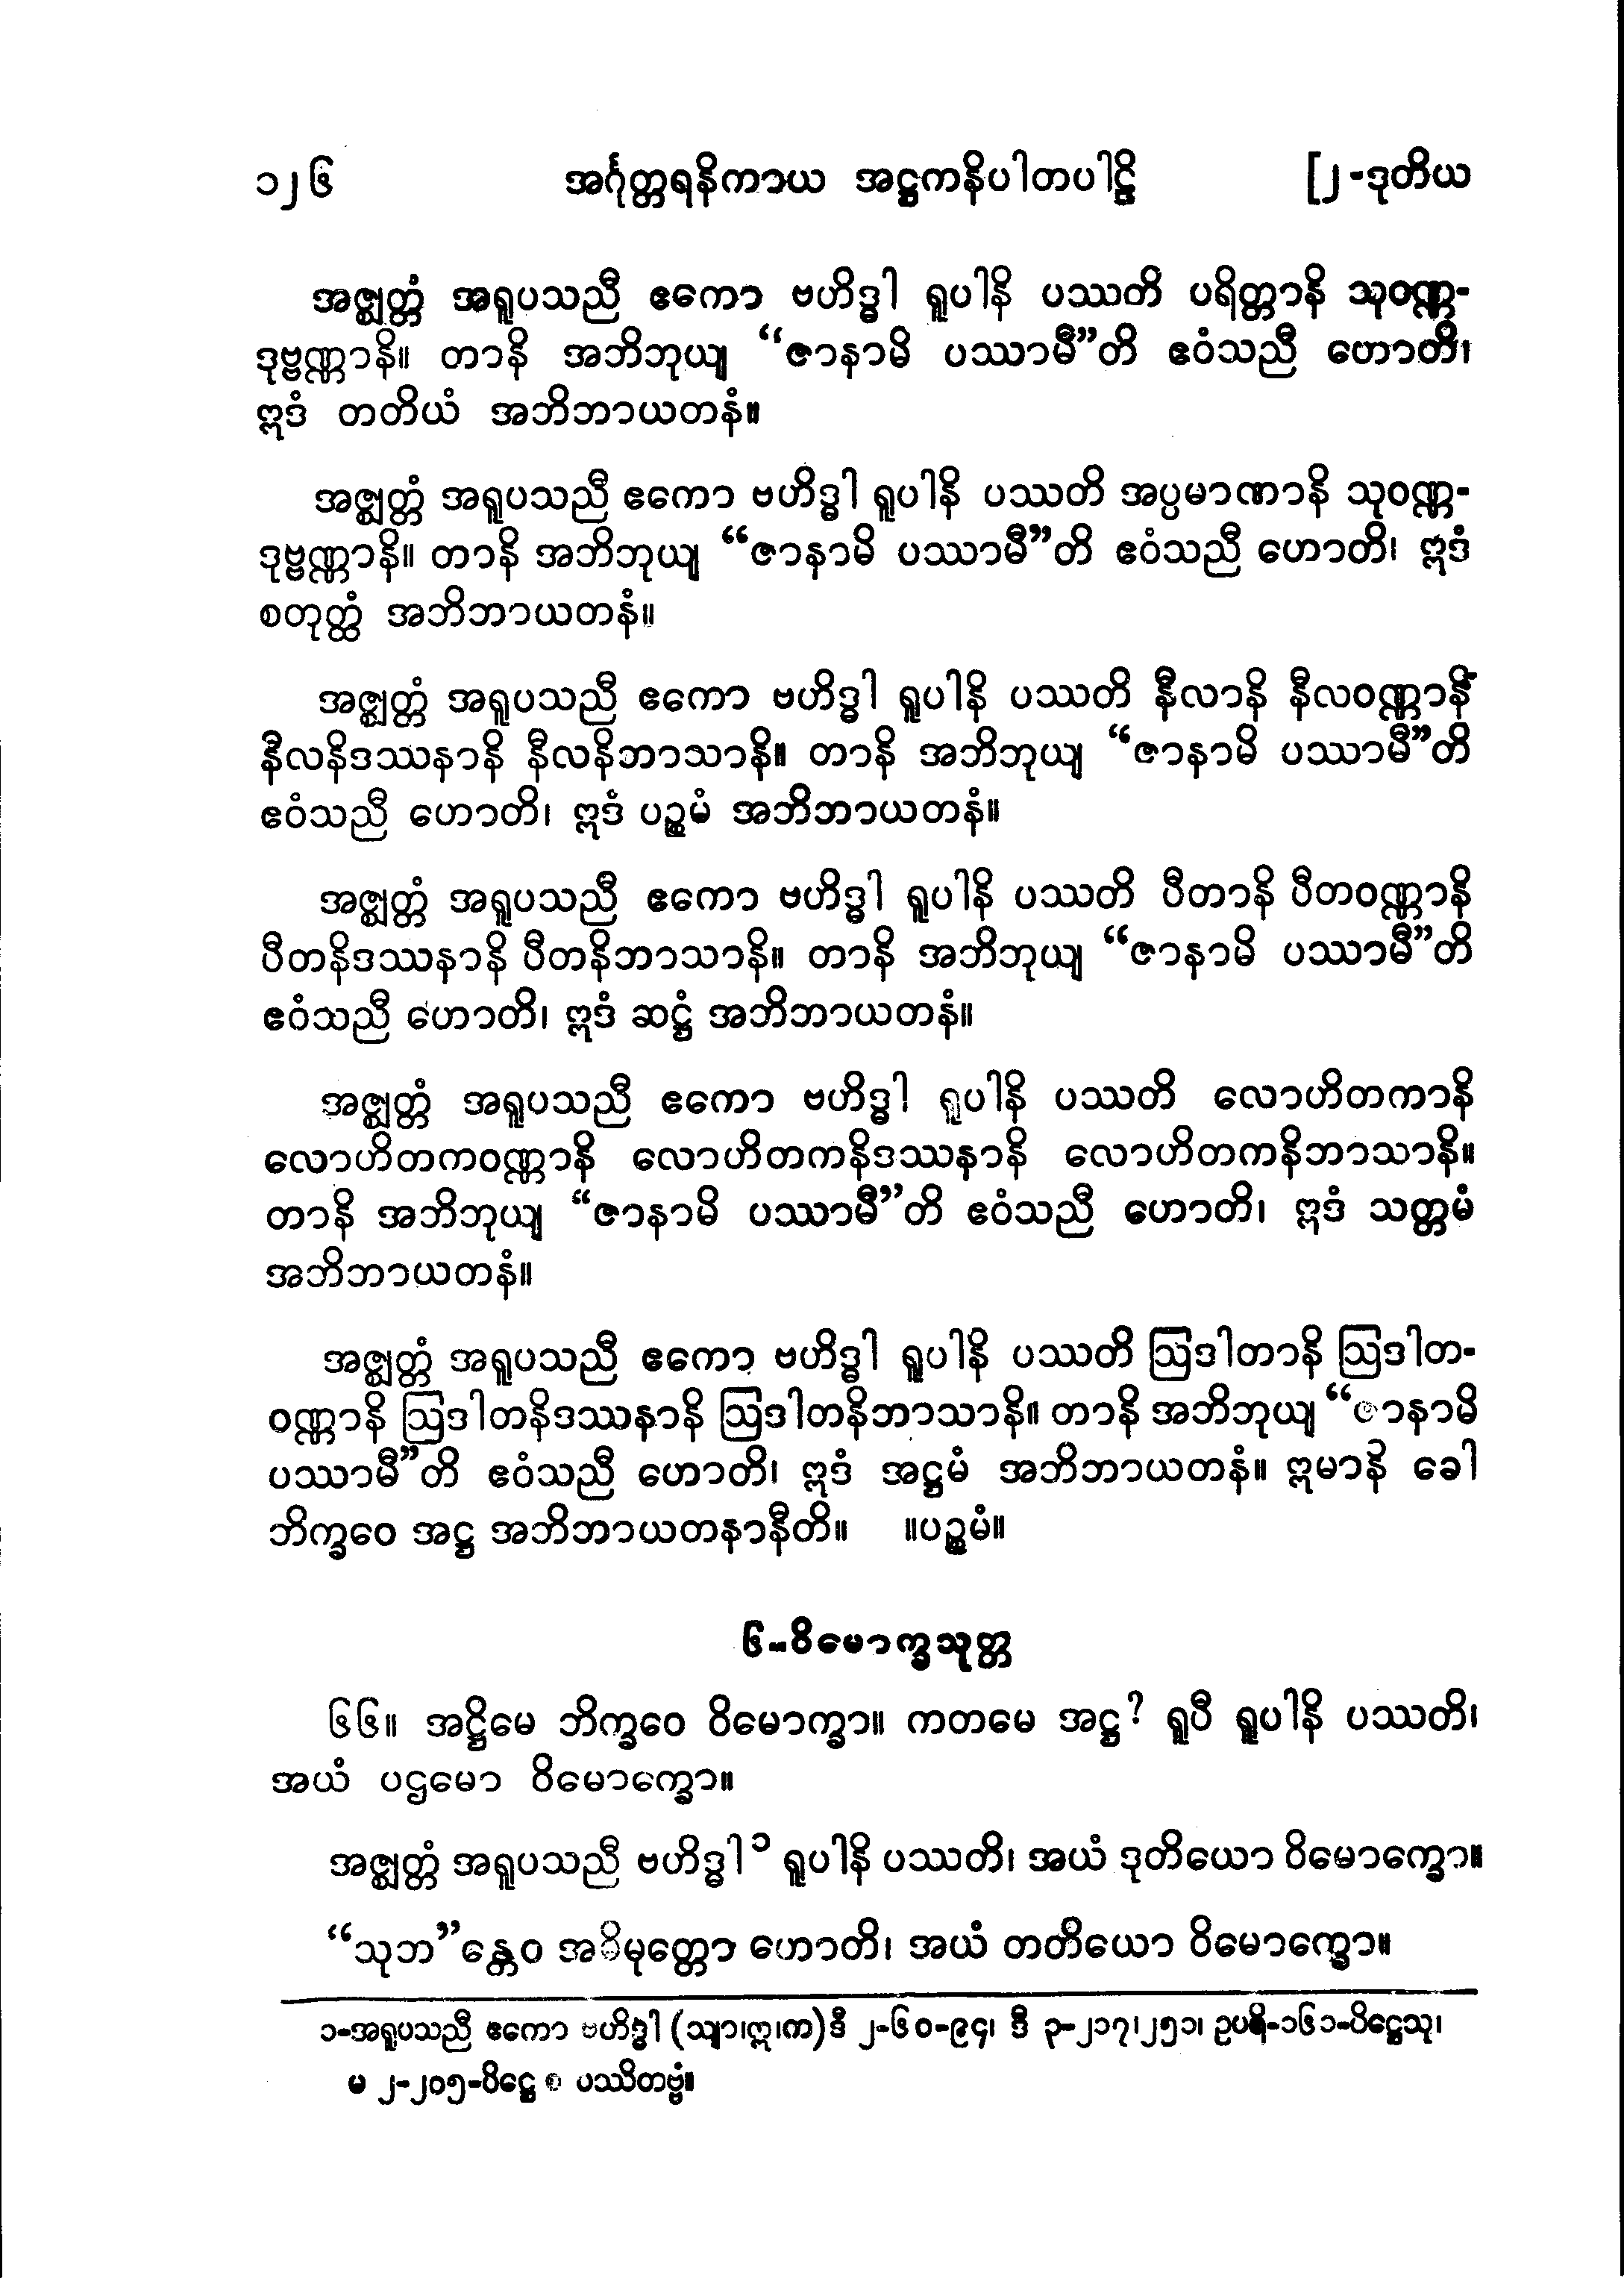 ၁၂၆ အင်္ဂုတ္တရနိကာယ အဋ္ဌကနိပါတပါဠိ [၂-ဒုတိယ
အဇ္ဈတ္တံ အရူပသညီ ဧကော ဗဟိဒ္ဓါ ရူပါနိ ပဿတိ ပရိတ္တာနိ သုဝဏ္ဏ-
ဒုဗ္ဗဏ္ဏာနိ။ တာနိ အဘိဘုယျ “ဇာနာမိ ပဿာမီ”တိ ဧဝံသညီ ဟောတိ၊
ဣဒံ တတိယံ အဘိဘာယတနံ။
အဇ္ဈတ္တံ အရူပသညီ ဧကော ဗဟိဒ္ဓါ ရူပါနိ ပဿတိ အပ္ပမာဏာနိ သုဝဏ္ဏ-
ဒုဗ္ဗဏ္ဏာနိ။ တာနိ အဘိဘုယျ “ဇာနာမိ ပဿာမီ”တိ ဧဝံသညီ ဟောတိ၊ ဣဒံ
စတုတ္ထံ အဘိဘာယတနံ။
အဇ္ဈတ္တံ အရူပသညီ ဧကော ဗဟိဒ္ဓါ ရူပါနိ ပဿတိ နီလာနိ နီလဝဏ္ဏာနိ
နီလနိဒဿနာနိ နီလနိဘာသာနိ။ တာနိ အဘိဘုယျ “ဇာနာမိ ပဿာမီ”တိ
ဧဝံသညီ ဟောတိ၊ ဣဒံ ပဉ္စမံ အဘိဘာယတနံ။
အဇ္ဈတ္တံ အရူပသညီ ဧကော ဗဟိဒ္ဓါ ရူပါနိ ပဿတိ ပီတာနိ ပီတဝဏ္ဏာနိ
ပီတနိဒဿနာနိ ပီတနိဘာသာနိ။ တာနိ အဘိဘုယျ “ဇာနာမိ ပဿာမီ”တိ
ဧဝံသညီ ဟောတိ၊ ဣဒံ ဆဋ္ဌံ အဘိဘာယတနံ။
အဇ္ဈတ္တံ အရူပသညီ ဧကော ဗဟိဒ္ဓါ ရူပါနိ ပဿတိ လောဟိတကာနိ
လောဟိတကဝဏ္ဏာနိ လောဟိတကနိဒဿနာနိ လောဟိတကနိဘာသာနိ။
တာနိ အဘိဘုယျ “ဇာနာမိ ပဿာမီ”တိ ဧဝံသညီ ဟောတိ၊ ဣဒံ သတ္တမံ
အဘိဘာယတနံ။
အဇ္ဈတ္တံ အရူပသညီ ဧကော ဗဟိဒ္ဓါ ရူပါနိ ပဿတိ ဩဒါတာနိ ဩဒါတ-
ဝဏ္ဏာနိ ဩဒါတနိဒဿနာနိ ဩဒါတနိဘာသာနိ။ တာနိ အဘိဘုယျ “ဇာနာမိ
ပဿာမီ”တိ ဧဝံသညီ ဟောတိ၊ ဣဒံ အဋ္ဌမံ အဘိဘာယတနံ။ ဣမာနိ ခေါ
ဘိက္ခဝေ အဋ္ဌ အဘိဘာယတနာနီတိ။ ။ပဉ္စမံ။
၆-ဝိမောက္ခသုတ္တ
၆၆။ အဋ္ဌိမေ ဘိက္ခဝေ ဝိမောက္ခာ။ ကတမေ အဋ္ဌ? ရူပီ ရူပါနိ ပဿတိ၊
အယံ ပဌမော ဝိမောက္ခော။
အဇ္ဈတ္တံ အရူပသညီ ဗဟိဒ္ဓါ ၁ ရူပါနိ ပဿတိ၊ အယံ ဒုတိယော ဝိမောက္ခော။
“သုဘ”န္တေဝ အဓိမုတ္တော ဟောတိ၊ အယံ တတိယော ဝိမောက္ခော။
၁-အရူပသညီ ဧကော ဗဟိဒ္ဓါ (သျာ၊ဣ၊က) ဒီ ၂-၆၀-၉၄၊ ဒီ ၃-၂၁၇၊၂၅၁၊ ဥပရိ-၁၆၁-ပိဋ္ဌေသု၊
မ ၂-၂၀၅-ပိဋ္ဌေ စ ပဿိတဗ္ဗံ။